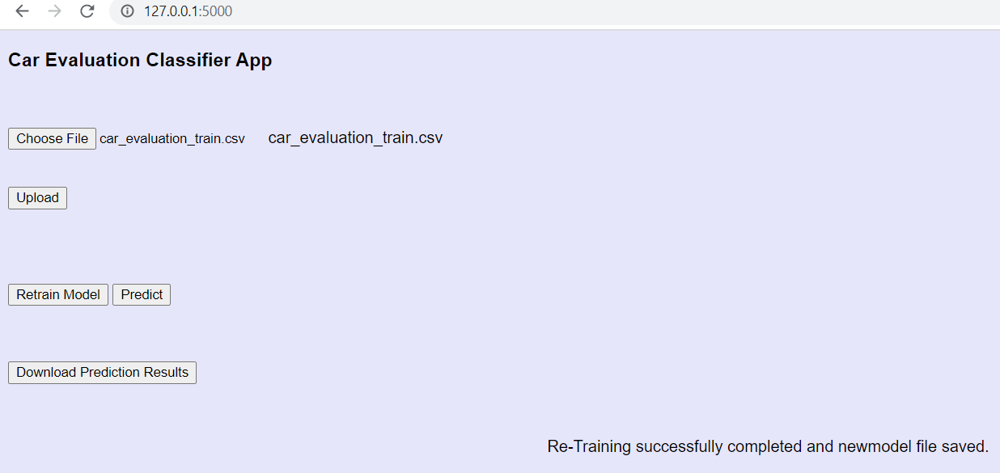 127.0.0.1:5000
Car Evaluation Classifier App
Choose File car_evaluation_train.csv car_evaluation_train.csv
Upload
Retrain Model Predict
Download Prediction Results
Re-Training successfully completed and newmodel file saved.